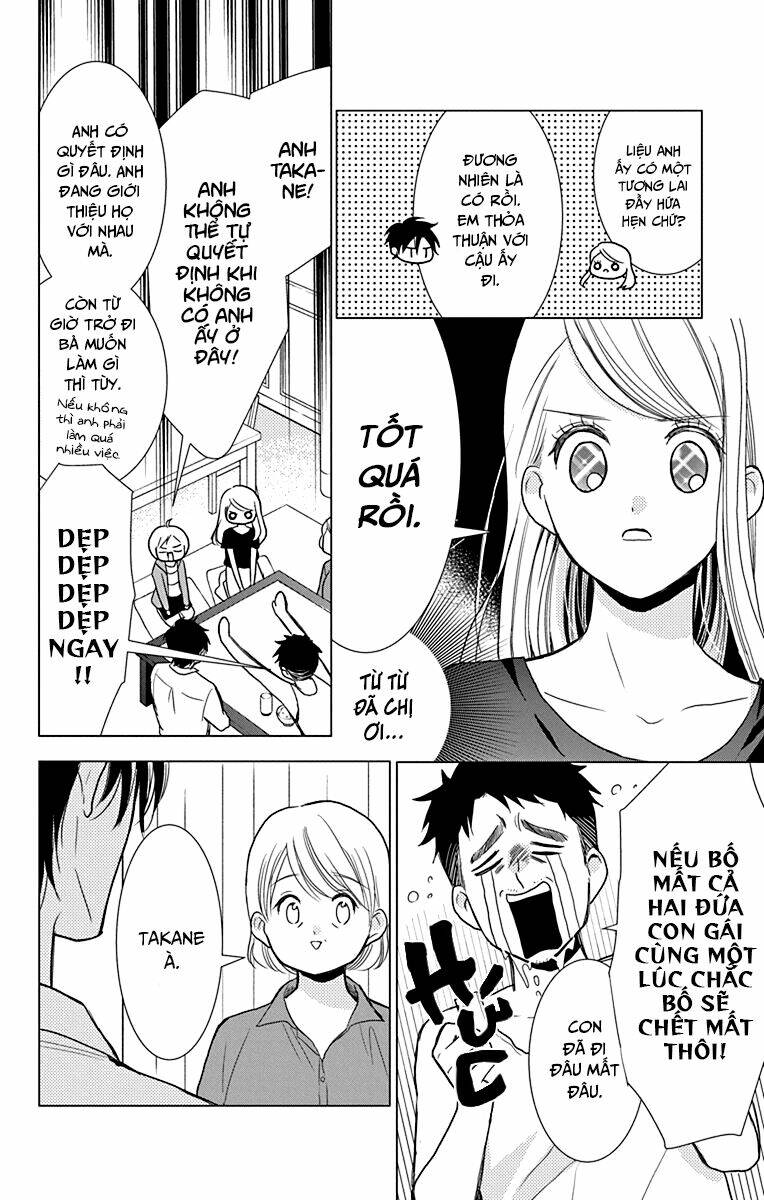 LIỆU ANH
ẤY CÓ MỘT
TƯƠNG LAI
ĐẦY HỨA
HẸN CHỨ?
ĐƯƠNG
NHIÊN LÀ
CÓ RỒI.
EM THỎA
THUẬN VỚI
CẬU ẤY
ĐI.
TỐT
QUÁ
RỒI.
TỪ TỪ
ĐÃ CHỊ
ƠI...
ANH
TAKA-
NE!
ANH
KHÔNG
THỂ TỰ
QUYẾT
ĐỊNH KHI
KHÔNG
CÓ ANH
ẤY Ở
ĐÂY!
ANH CÓ
QUYẾT ĐỊNH
GÌ ĐÂU. ANH
ĐANG GIỚI
THIỆU HỌ
VỚI NHAU
MÀ.
CÒN TỪ
GIỜ TRỞ ĐI
BÀ MUỐN
LÀM GÌ
THÌ TÙY.
Nếu không
thì anh phải
làm quá
nhiều việc.
DẸP
DẸP
DẸP
DẸP
NGAY
!!
NẾU BỐ
MẤT CẢ
HAI ĐỨA
CON GÁI
CÙNG MỘT
LÚC CHẮC
BỐ SẼ
CHẾT MẤT
THÔI!
HỨC
CON
ĐÃ ĐI
ĐÂU MẤT
ĐÂU.
TAKANE
À.